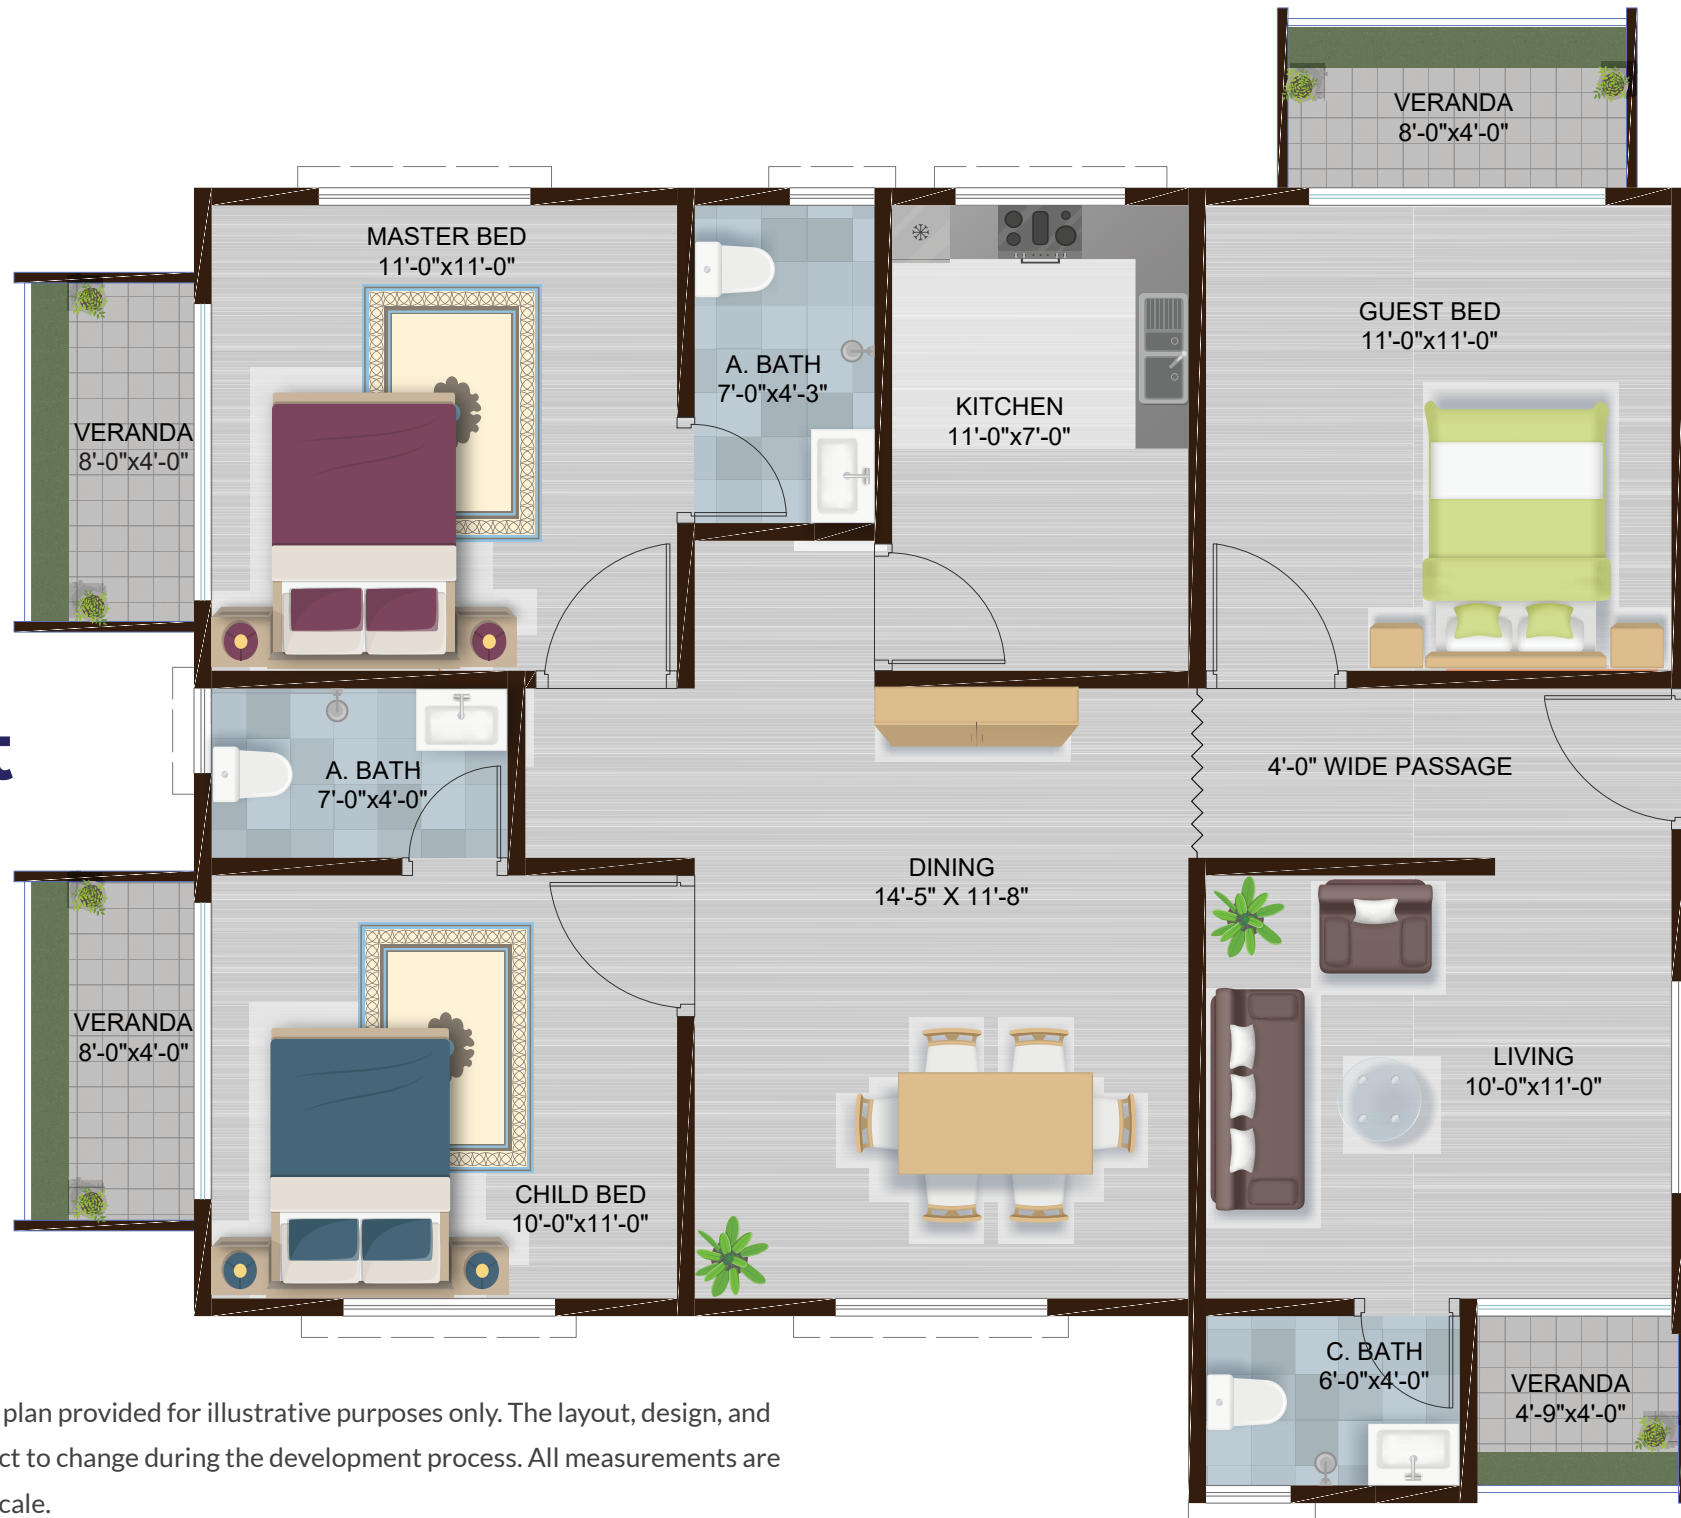 VERANDA
8'-0"x4'-0"
MASTER BED
11'-0"x11'-0"
A. BATH
7'-0"x4'-3"
KITCHEN
11'-0"x7'-0"
GUEST BED
11'-0"x11'-0"
VERANDA
8'-0"x4'-0"
A. BATH
7'-0"x4'-0"
4'-0" WIDE PASSAGE
DINING
14'-5" X 11'-8"
VERANDA
8'-0"x4'-0"
LIVING
10'-0"x11'-0"
CHILD BED
10'-0"x11'-0"
C. BATH
6'-0"x4'-0"
VERANDA
4'-9"x4'-0"
plan provided for illustrative purposes only. The layout, design, and
to change during the development process. All measurements are